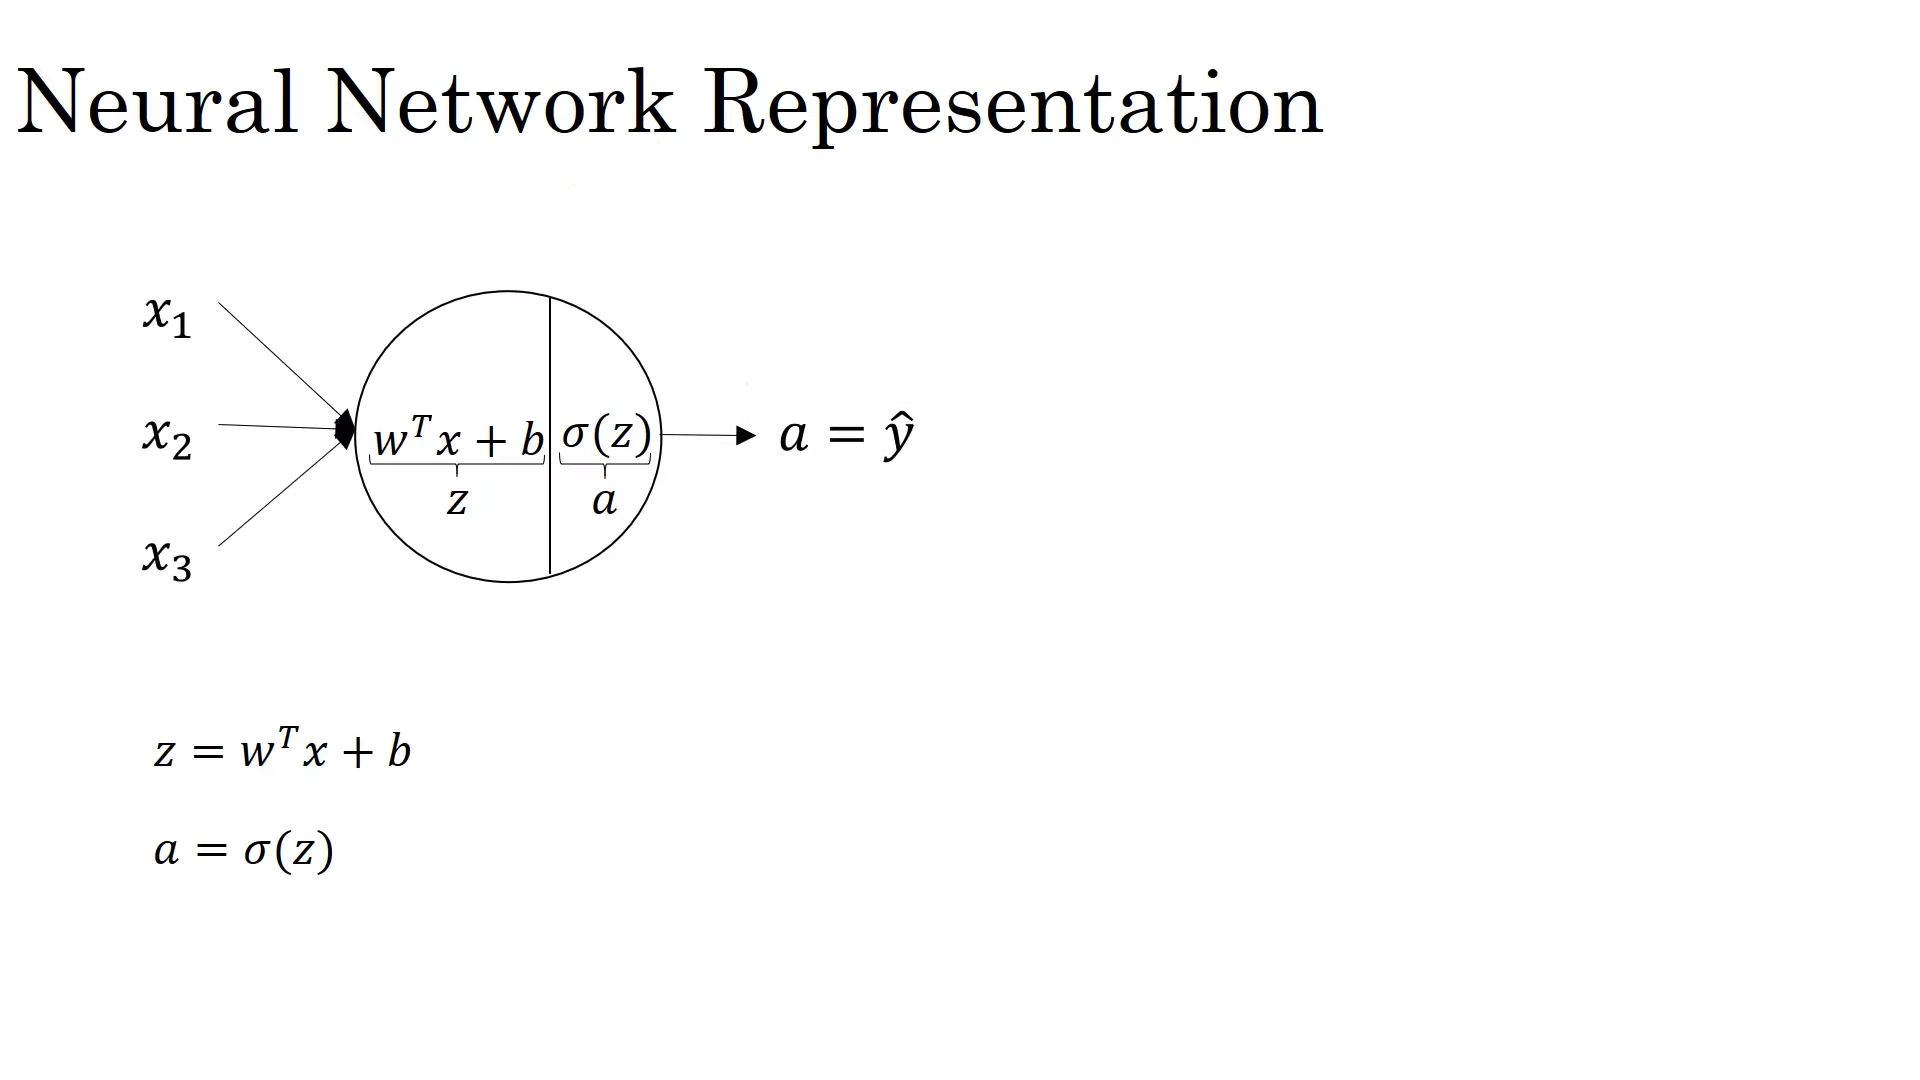 Neural Network Representation
x₁
x₂
x₃
wᵀx + b
z
σ(z)
a
a = ŷ
z = wᵀx + b
a = σ(z)